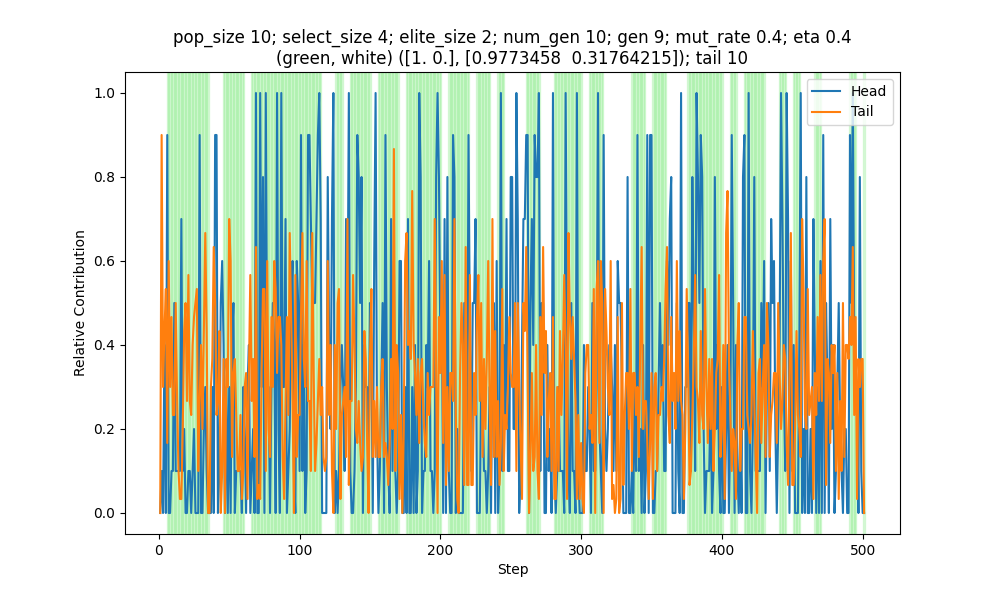 pop_size 10; select_size 4; elite_size 2; num_gen 10; gen 9; mut_rate 0.4; eta 0.4
(green, white) ([1. 0.], [0.9773458  0.31764215]); tail 10
Head
Tail
Relative Contribution
1.0
0.8
0.6
0.4
0.2
0.0
0
100
200
300
400
500
Step